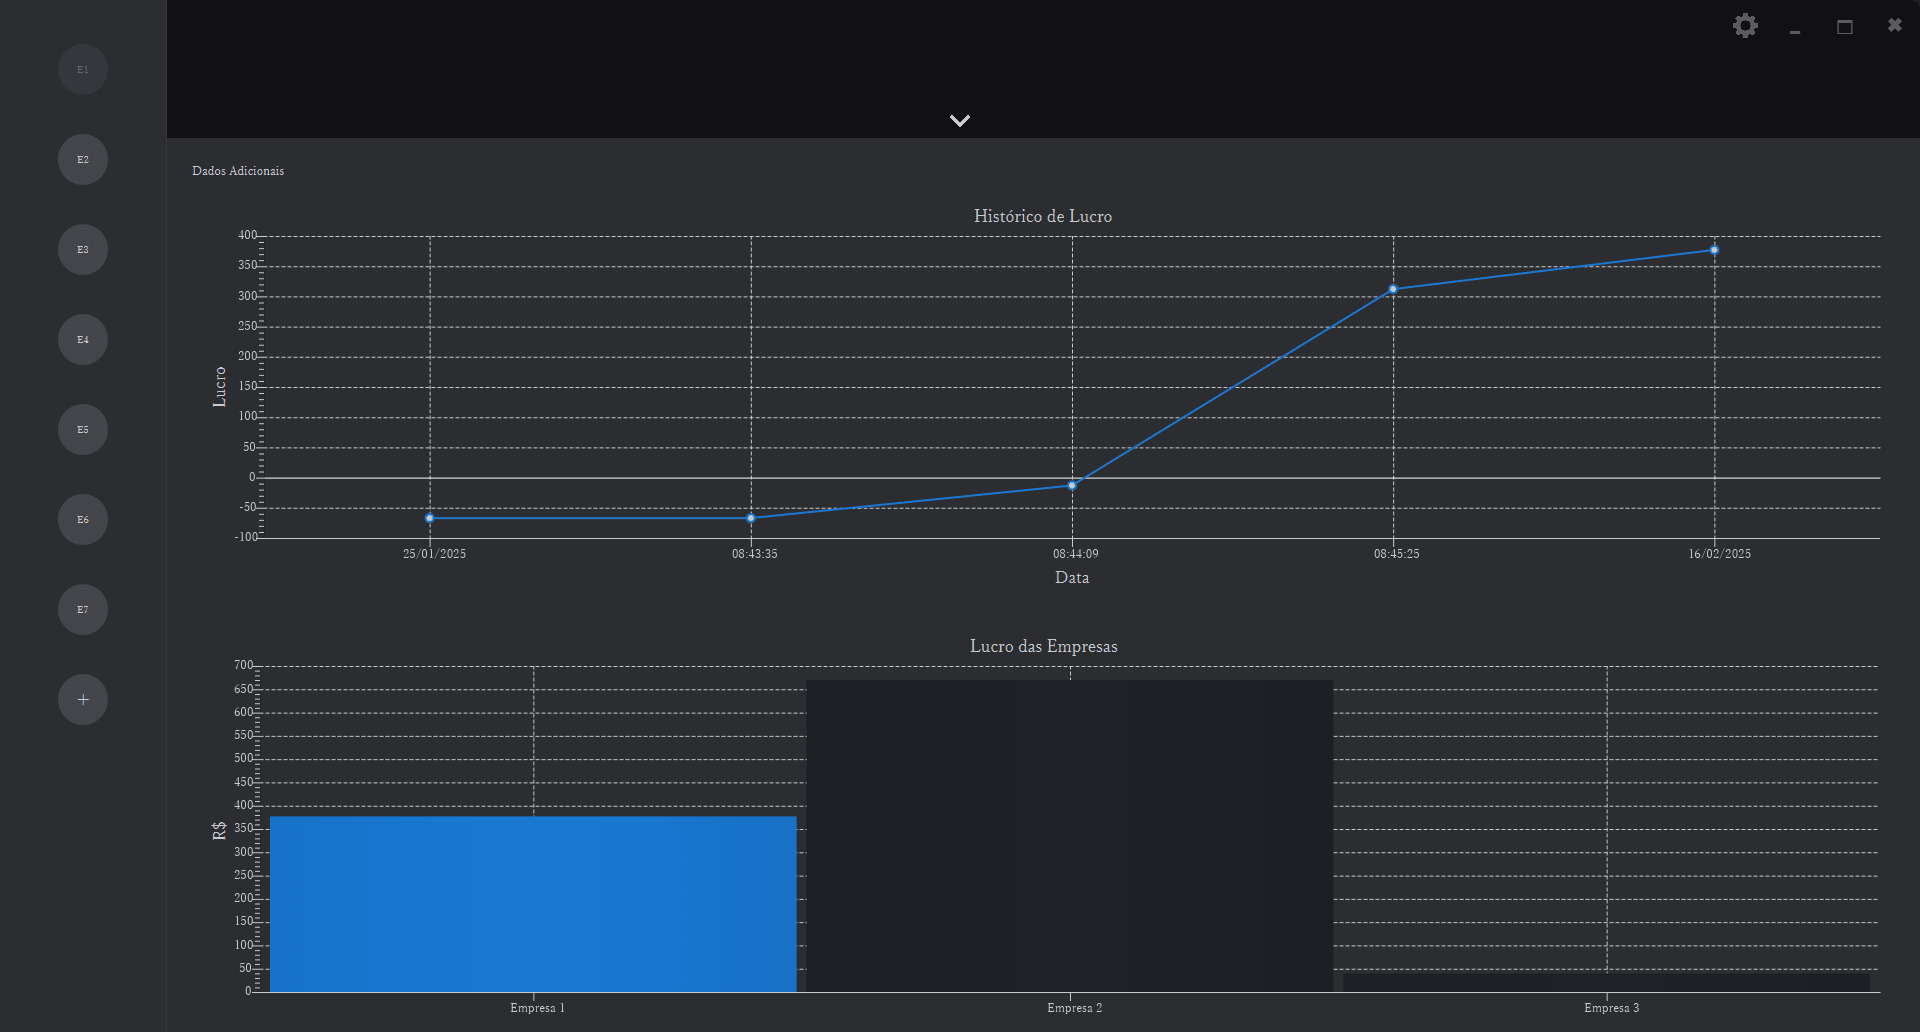 E1
E2
E3
E4
E5
E6
E7
+
Dados Adicionais
Histórico de Lucro
Lucro
400
350
300
250
200
150
100
50
0
-50
-100
25/01/2025 08:43:35 08:44:09 08:45:25 16/02/2025
Data
Lucro das Empresas
R$
700
650
600
550
500
450
400
350
300
250
200
150
100
50
0
Empresa 1 Empresa 2 Empresa 3